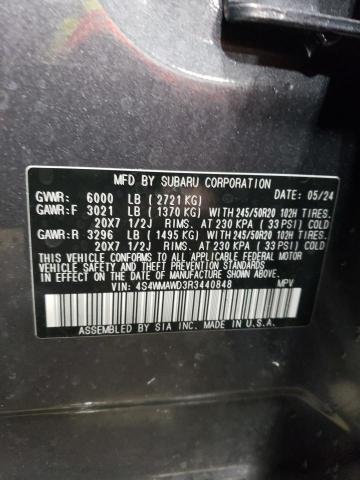 MFD. BY SUBARU CORPORATION DATE: 05/24
GVWR: 6000 LB (2721 KG)
GAWR:F 3021 LB (1370 KG) WITH 245/50R20 102H TIRES.
20X7 1/2J RIMS. AT 230 KPA (33 PSI) COLD
GAWR:R 3296 LB (1495 KG) WITH 245/50R20 102H TIRES.
20X7 1/2J RIMS. AT 230 KPA (33 PSI) COLD
THIS VEHICLE CONFORMS TO ALL APPLICABLE FEDERAL MOTOR
VEHICLE SAFETY AND THEFT PREVENTION STANDARDS IN EFFECT
ON THE DATE OF MANUFACTURE SHOWN ABOVE.
VIN: 4S4WMAWD3R3440848 MPV
ASSEMBLED BY SIA INC. MADE IN U.S.A.